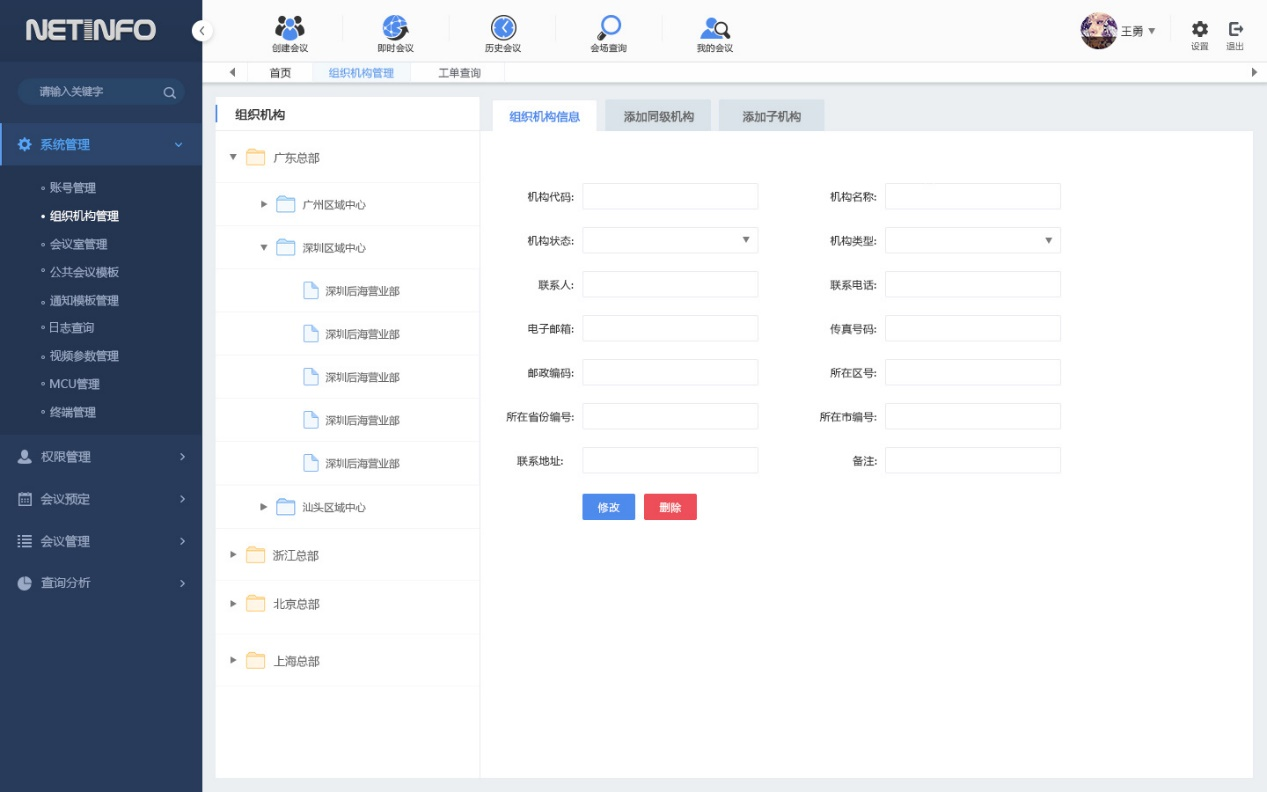 NETINFO
创建会议
即时会议
历史会议
会场查询
我的会议
王勇
设置
退出
首页
组织机构管理
工单查询
请输入关键字
系统管理
账号管理
组织机构管理
会议室管理
公共会议模板
通知模板管理
日志查询
视频参数管理
MCU管理
终端管理
权限管理
会议预定
会议管理
查询分析
组织机构
广东总部
广州区域中心
深圳区域中心
深圳后海营业部
深圳后海营业部
深圳后海营业部
深圳后海营业部
深圳后海营业部
汕头区域中心
浙江总部
北京总部
上海总部
组织机构信息
添加同级机构
添加子机构
机构代码:
机构名称:
机构状态:
机构类型:
联系人:
联系电话:
电子邮箱:
传真号码:
邮政编码:
所在区号:
所在省份编号:
所在市编号:
联系地址:
备注:
修改
删除